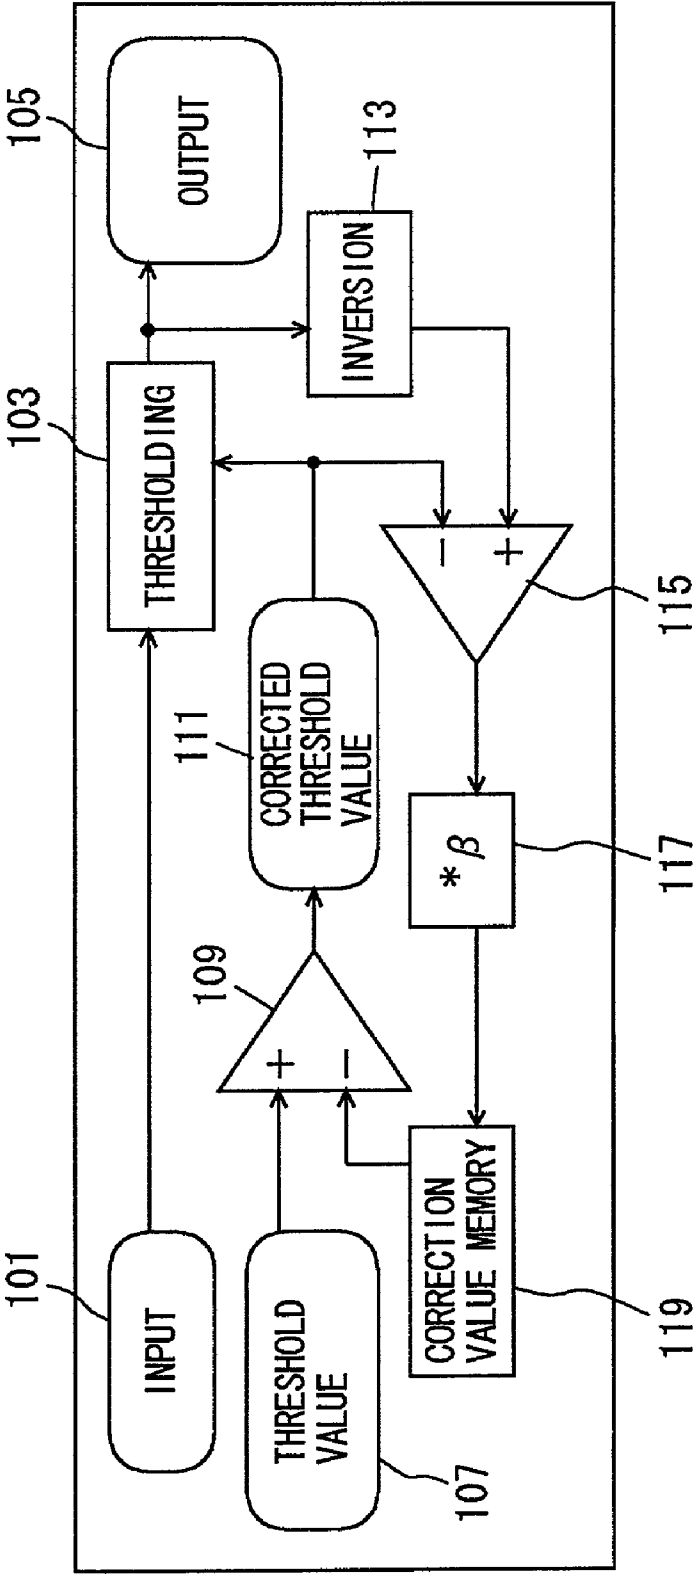 101
INPUT
103
THRESHOLDING
105
OUTPUT
107
THRESHOLD
VALUE
109
+
−
111
CORRECTED
THRESHOLD
VALUE
113
INVERSION
−
+
115
*β
117
CORRECTION
VALUE MEMORY
119